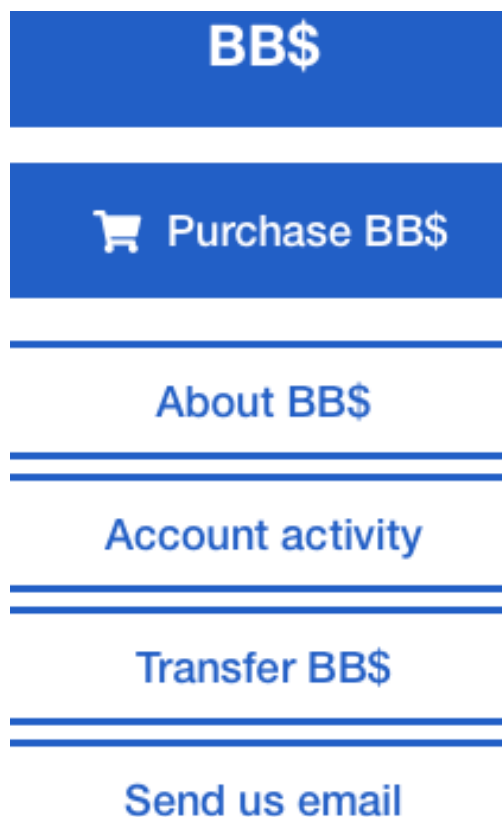 BB$
Purchase BB$
About BB$
Account activity
Transfer BB$
Send us email